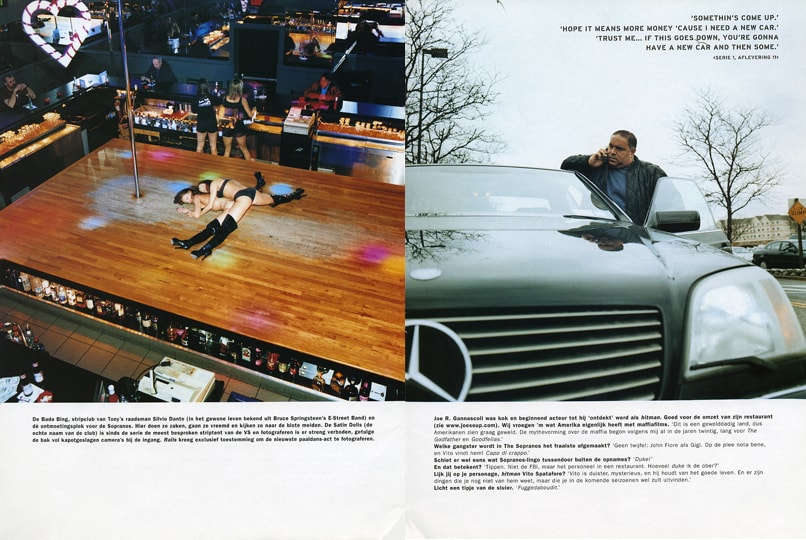 'SOMETHIN'S COME UP.'
'HOPE IT MEANS MORE MONEY 'CAUSE I NEED A NEW CAR.'
'TRUST ME... IF THIS GOES DOWN, YOU'RE GONNA
HAVE A NEW CAR AND THEN SOME.'
<SERIE 1, AFLEVERING 11>
De Bada Bing, stripclub van Tony's raadsman Silvio Dante (in het gewone leven bekend uit Bruce Springsteen's E-Street Band) en
dé ontmoetingsplek voor de Sopranos. Hier doen ze zaken, gaan ze vreemd en kijken ze naar de blote meiden. De Satin Dolls (de
echte naam van de club) is sinds de serie de meest besproken striptent van de VS en fotograferen is er streng verboden, getuige
de bak vol kapotgeslagen camera's bij de ingang. Rails kreeg exclusief toestemming om de nieuwste paaldans-act te fotograferen.
Joe R. Gannascoli was kok en beginnend acteur tot hij 'ontdekt' werd als hitman. Goed voor de omzet van zijn restaurant
(zie www.joesoop.com). Wij vroegen 'm wat Amerika eigenlijk heeft met maffiafilms. 'Dit is een gewelddadig land, dus
Amerikanen zien graag geweld. De mythevorming over de maffia begon volgens mij al in de jaren twintig, lang voor The
Godfather en Goodfellas.'
Welke gangster wordt in The Sopranos het fraaiste afgemaakt? 'Geen twijfel: John Fiore als Gigi. Op de plee nota bene,
en Vito vindt hem! Capo di crappo.'
Schiet er wel eens wat Sopranos-lingo tussendoor buiten de opnames? 'Duke!'
En dat betekent? 'Tippen. Niet de FBI, maar het personeel in een restaurant. Hoeveel duke ik de ober?'
Lijk jij op je personage, hitman Vito Spatafore? 'Vito is duister, mysterieus, en hij houdt van het goede leven. En er zijn
dingen die je nog niet van hem weet, maar die je in de komende seizoenen wel zult uitvinden.'
Licht een tipje van de sluier. 'Fuggedaboudit.'